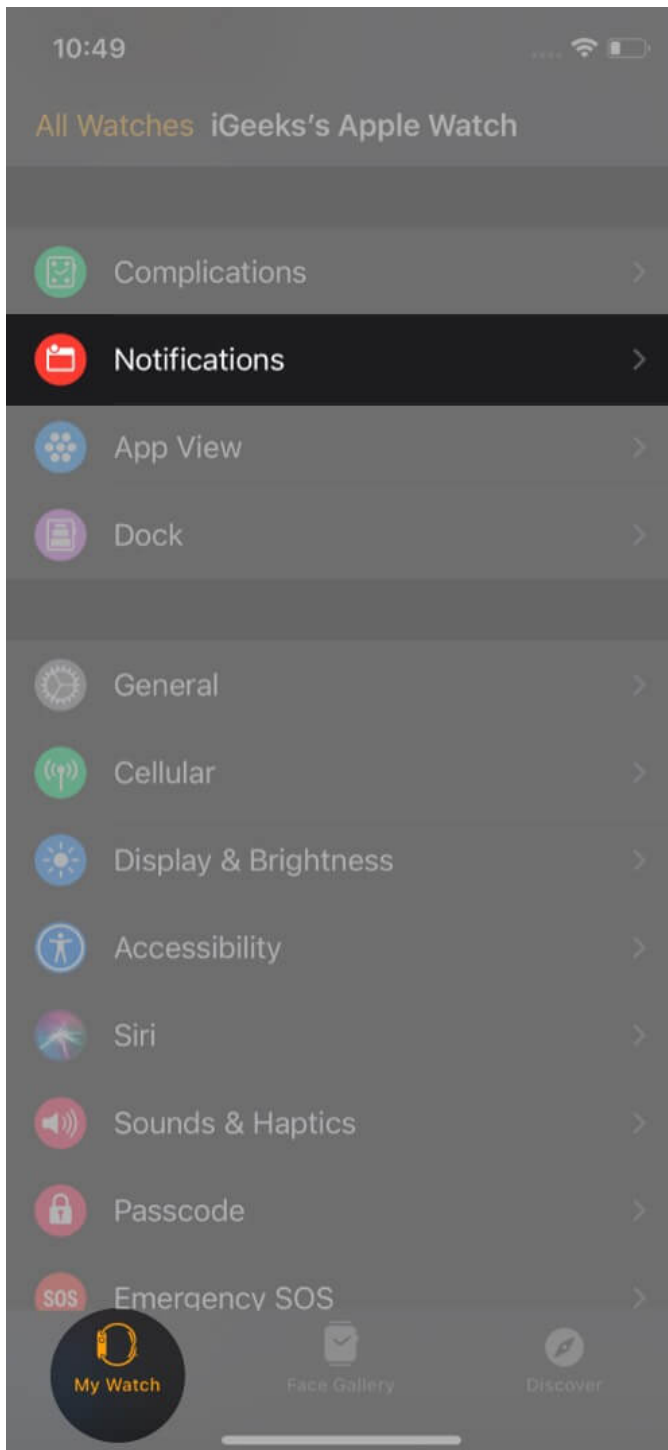 10:49
All Watches iGeeks's Apple Watch
Complications
Notifications
App View
Dock
General
Cellular
Display & Brightness
Accessibility
Siri
Sounds & Haptics
Passcode
SOS Emergency SOS
My Watch Face Gallery Discover